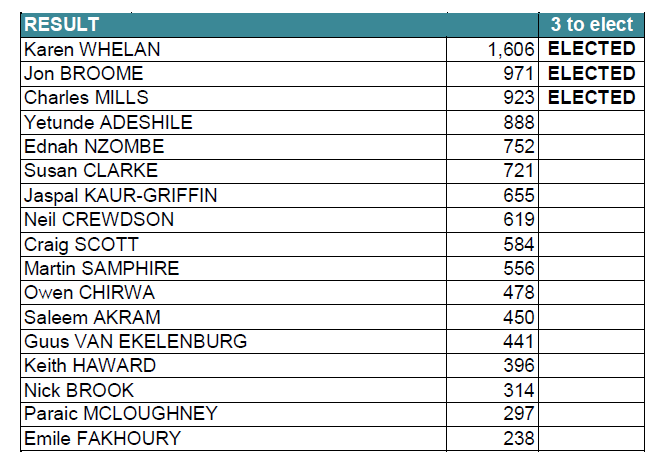 RESULT 3 to elect
Karen WHELAN 1,606 ELECTED
Jon BROOME 971 ELECTED
Charles MILLS 923 ELECTED
Yetunde ADESHILE 888
Ednah NZOMBE 752
Susan CLARKE 721
Jaspal KAUR-GRIFFIN 655
Neil CREWDSON 619
Craig SCOTT 584
Martin SAMPHIRE 556
Owen CHIRWA 478
Saleem AKRAM 450
Guus VAN EKELENBURG 441
Keith HAWARD 396
Nick BROOK 314
Paraic MCLOUGHNEY 297
Emile FAKHOURY 238